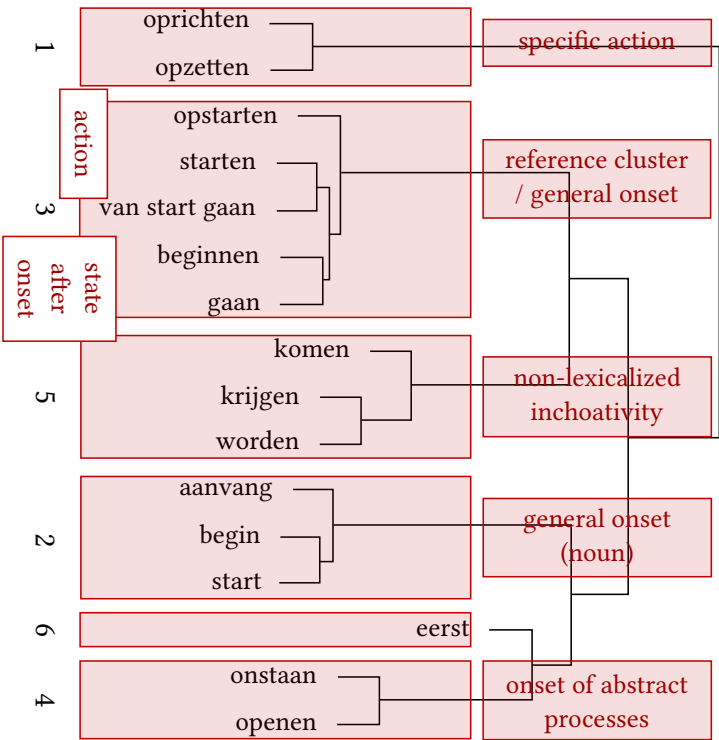 1
oprichten
opzetten
specific action
action
3
opstarten
starten
van start gaan
beginnen
gaan
reference cluster
/ general onset
state
after
onset
5
komen
krijgen
worden
non-lexicalized
inchoativity
2
aanvang
begin
start
general onset
(noun)
6
eerst
4
onstaan
openen
onset of abstract
processes